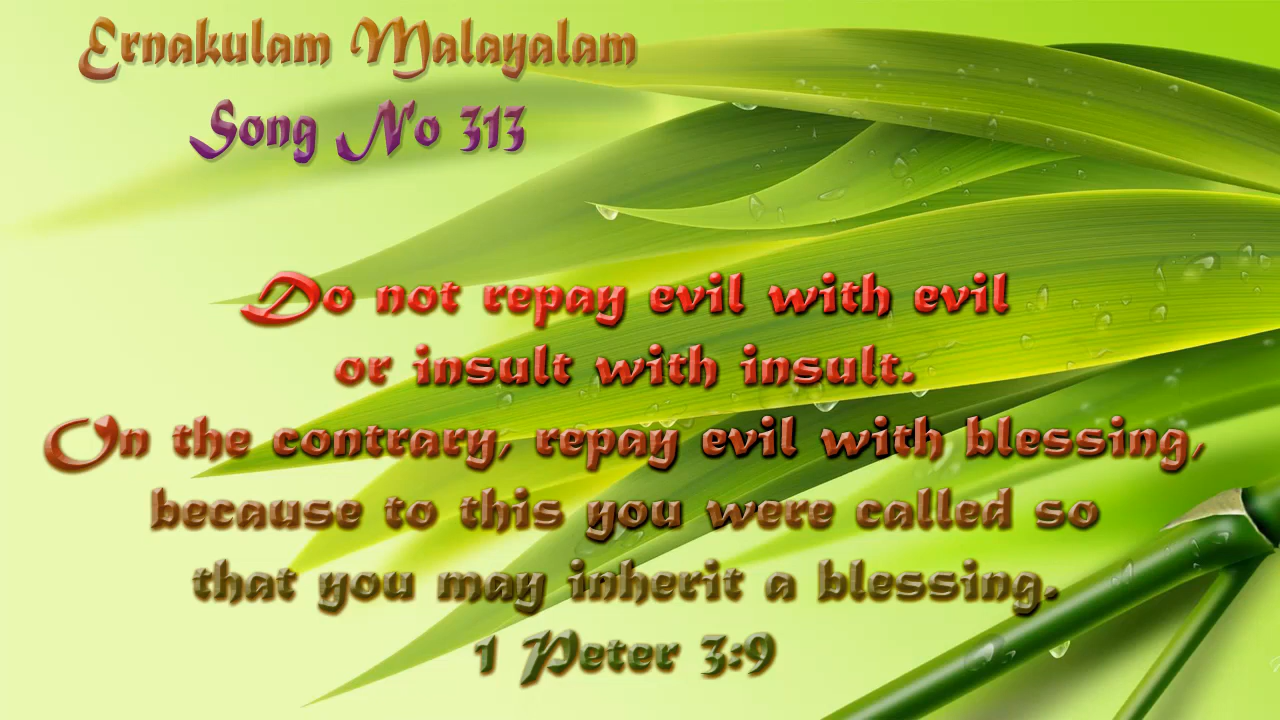 Ernakulam Malayalam
Song No 313
Do not repay evil with evil
or insult with insult.
On the contrary, repay evil with blessing,
because to this you were called so
that you may inherit a blessing.
1 Peter 3:9